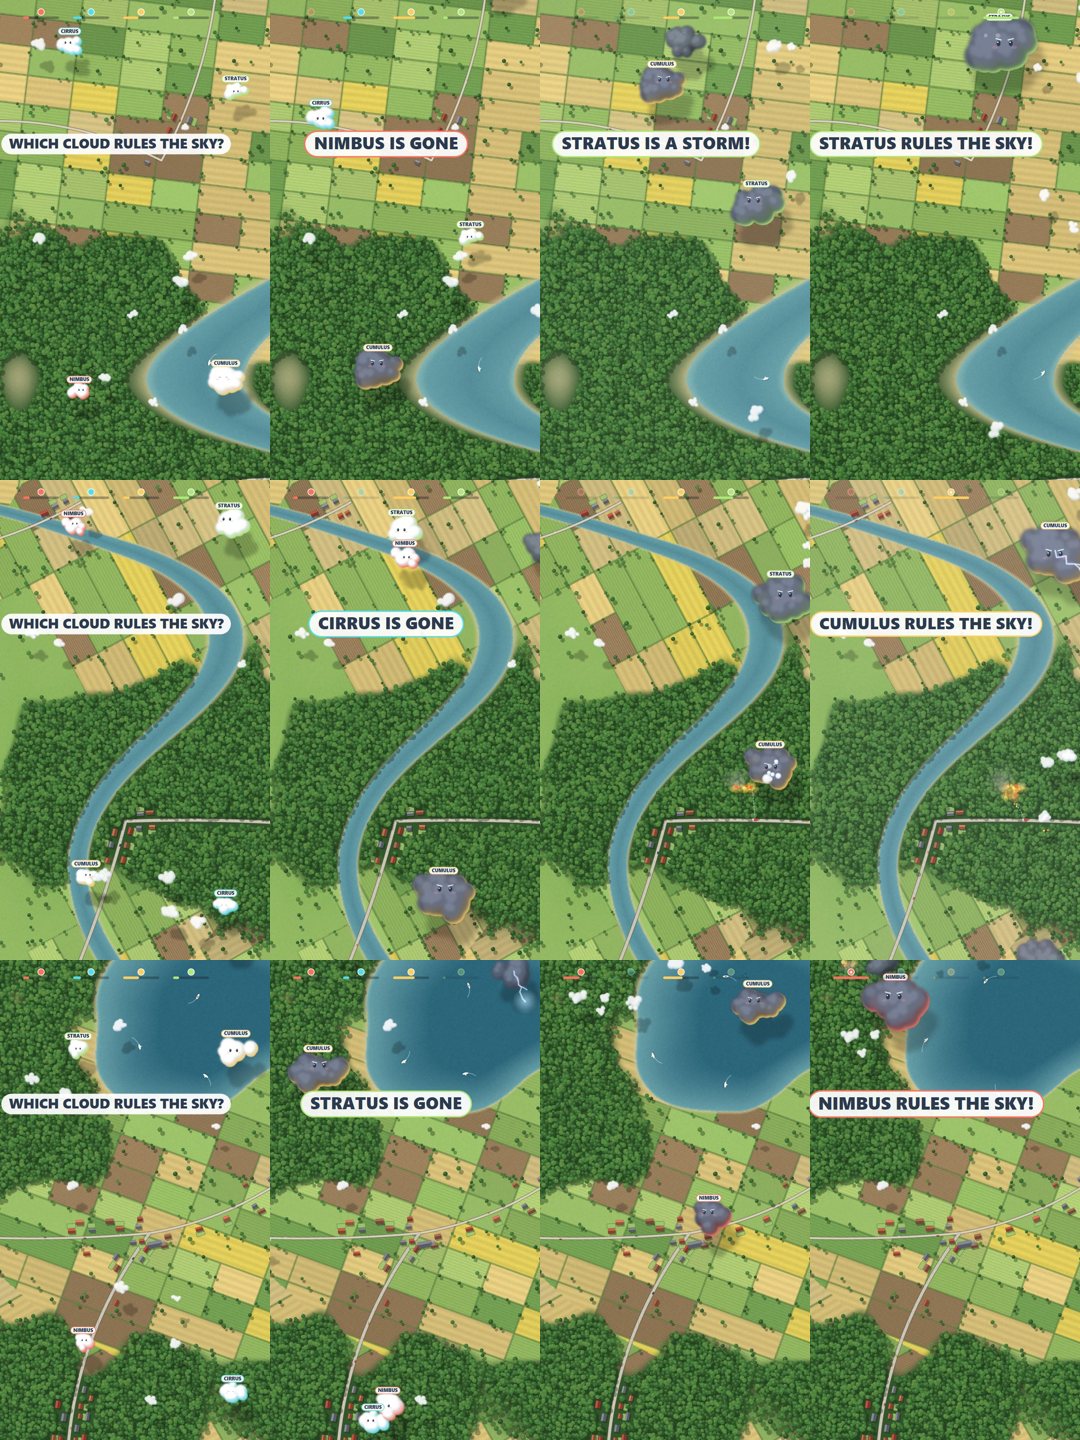 CIRRUS
STRATUS
WHICH CLOUD RULES THE SKY?
NIMBUS
CUMULUS
CIRRUS
NIMBUS IS GONE
STRATUS
CUMULUS
CUMULUS
STRATUS IS A STORM!
STRATUS
STRATUS RULES THE SKY!
NIMBUS
STRATUS
WHICH CLOUD RULES THE SKY?
CUMULUS
CIRRUS
STRATUS
NIMBUS
CIRRUS IS GONE
CUMULUS
STRATUS
CUMULUS
CUMULUS
CUMULUS RULES THE SKY!
STRATUS
CUMULUS
WHICH CLOUD RULES THE SKY?
NIMBUS
CIRRUS
CUMULUS
STRATUS IS GONE
NIMBUS
CIRRUS
CUMULUS
NIMBUS
NIMBUS
NIMBUS RULES THE SKY!